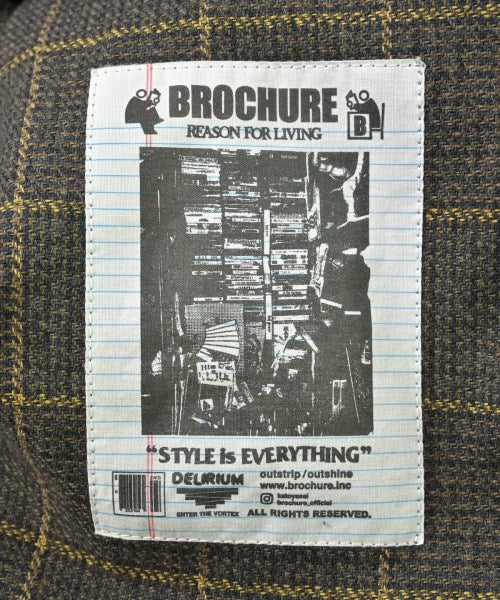 BROCHURE
REASON FOR LIVING
B
"STYLE is EVERYTHING"
DELIRIUM
ENTER THE VORTEX
outstrip/outshine
www.brochure.inc
katoyasai
brochure_official
ALL RIGHTS RESERVED.